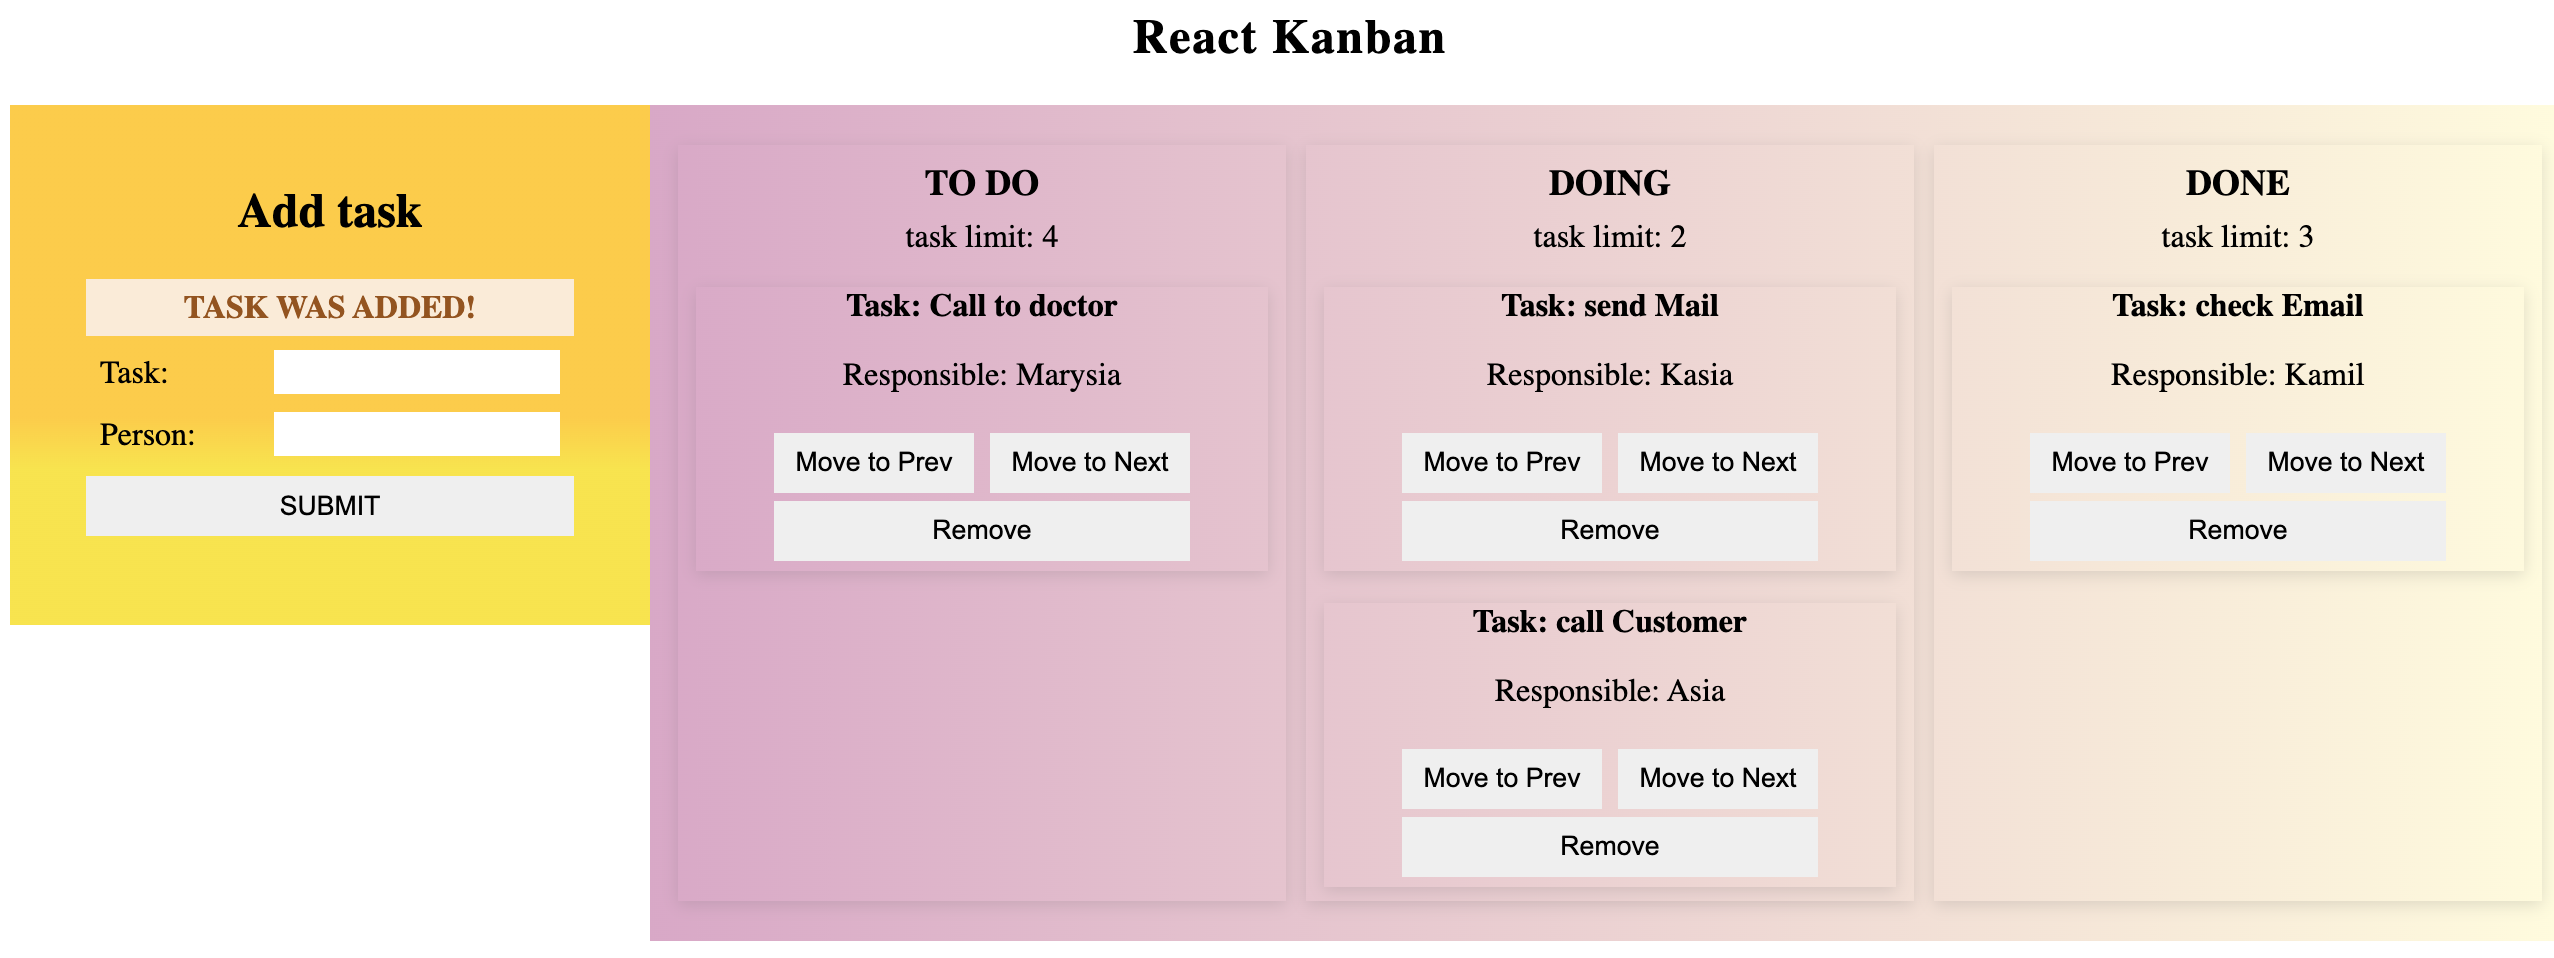 React Kanban
Add task
TASK WAS ADDED!
Task:
Person:
SUBMIT
TO DO
task limit: 4
Task: Call to doctor
Responsible: Marysia
Move to Prev Move to Next
Remove
DOING
task limit: 2
Task: send Mail
Responsible: Kasia
Move to Prev Move to Next
Remove
Task: call Customer
Responsible: Asia
Move to Prev Move to Next
Remove
DONE
task limit: 3
Task: check Email
Responsible: Kamil
Move to Prev Move to Next
Remove